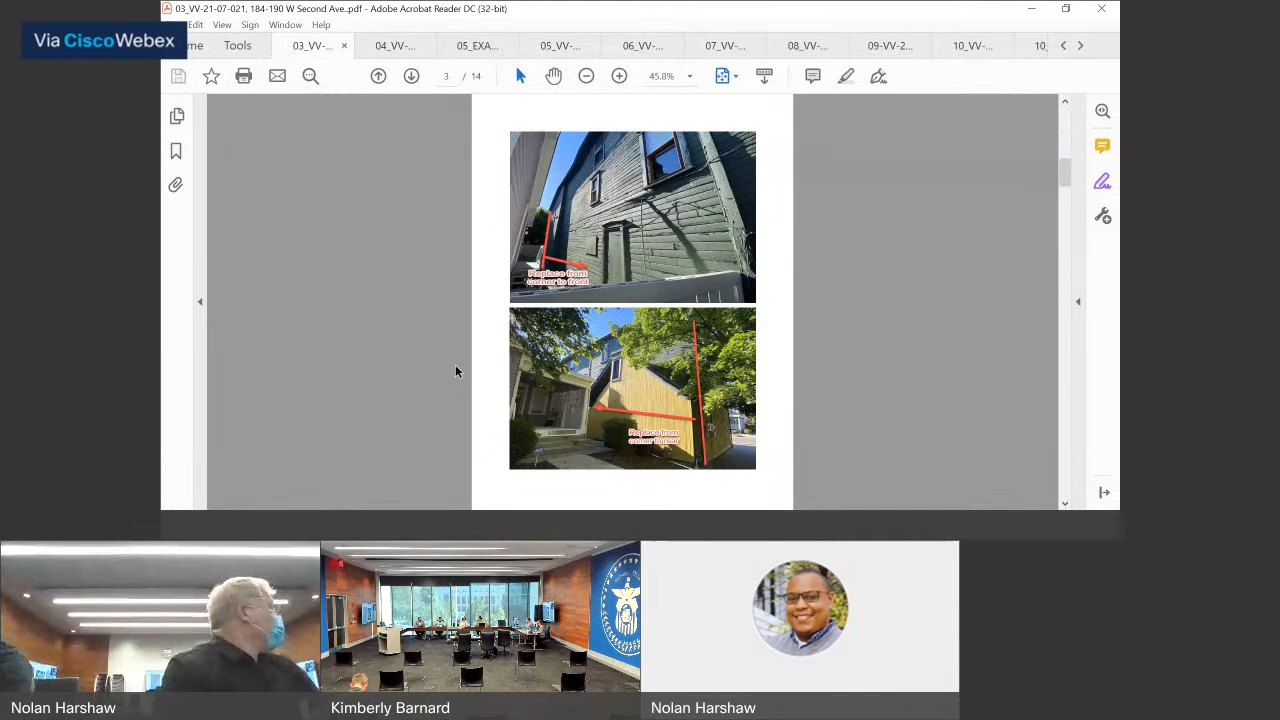 03_VV-21-07-021, 184-190 W Second Ave..pdf - Adobe Acrobat Reader DC (32-bit)
Edit View Sign Window Help
Via Cisco Webex
me Tools 03_VV-... × 04_VV-... 05_EXA... 05_VV-... 06_VV-... 07_VV-... 08_VV-... 09-VV-2... 10_VV-... 10_
3 / 14 45.8%
Replace from
corner to front
Replace from
corner to rear
Nolan Harshaw
Kimberly Barnard
Nolan Harshaw